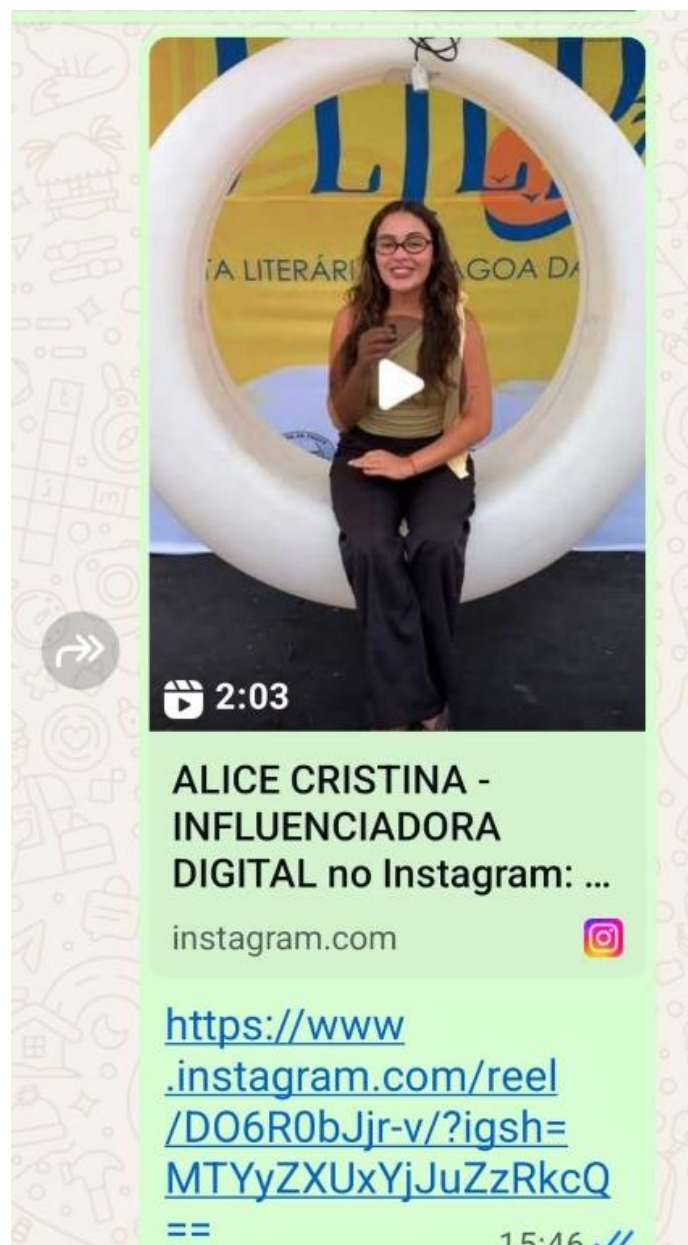 TA LITERÁRI AGOA DA
2:03
ALICE CRISTINA -
INFLUENCIADORA
DIGITAL no Instagram: ...
instagram.com
https://www
.instagram.com/reel
/DO6R0bJjr-v/?igsh=
MTYyZXUxYjJuZzRkcQ
==
15:46